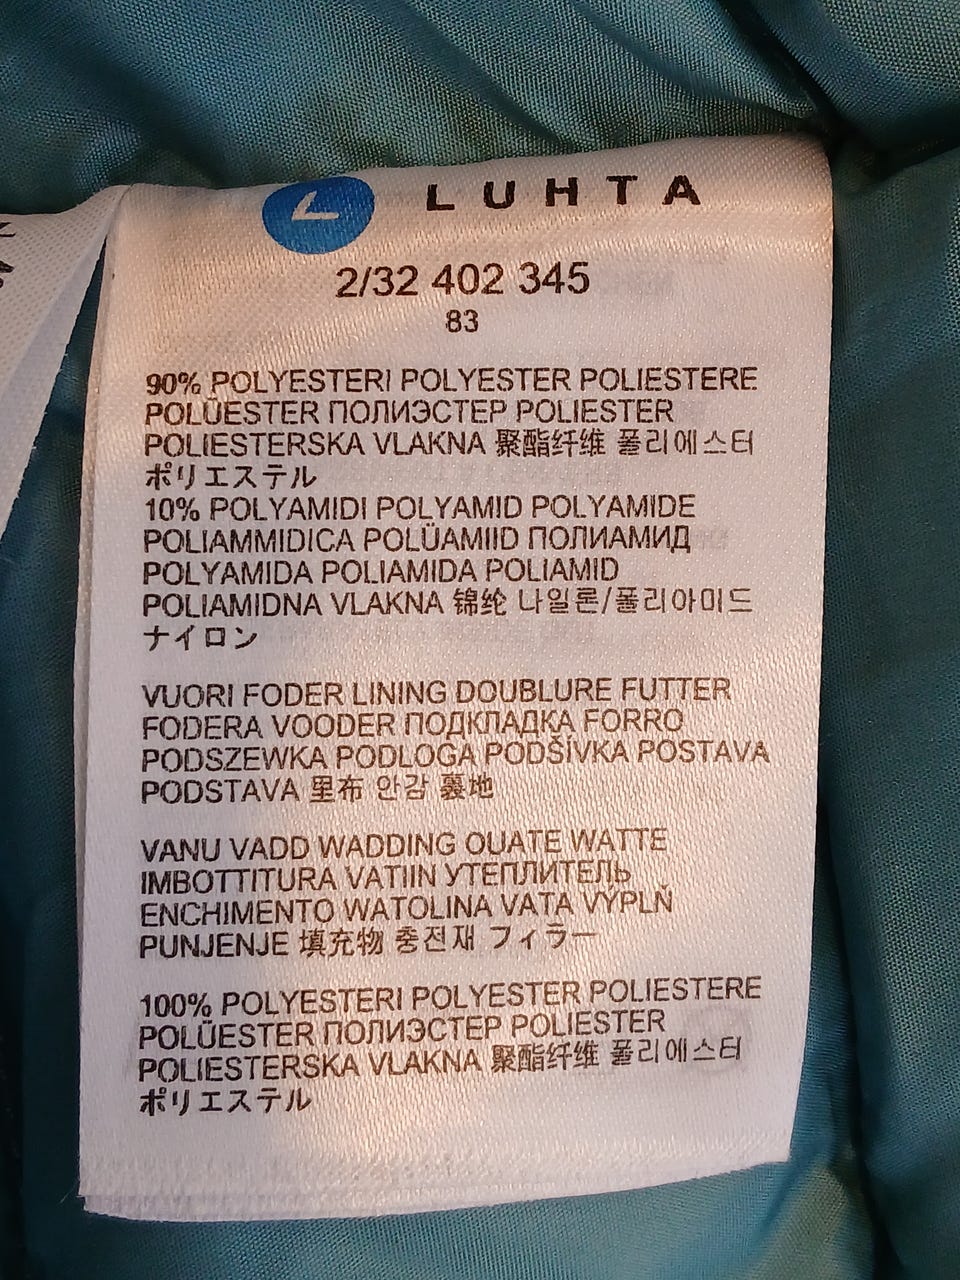 LUHTA
2/32 402 345
83
90% POLYESTERI POLYESTER POLIESTERE
POLÜESTER ПОЛИЭСТЕР POLIESTER
POLIESTERSKA VLAKNA 聚酯纤维 폴리에스터
ポリエステル
10% POLYAMIDI POLYAMID POLYAMIDE
POLIAMMIDICA POLÜAMIID ПОЛИАМИД
POLYAMIDA POLIAMIDA POLIAMID
POLIAMIDNA VLAKNA 锦纶 나일론/폴리아미드
ナイロン
VUORI FODER LINING DOUBLURE FUTTER
FODERA VOODER ПОДКЛАДКА FORRO
PODSZEWKA PODLOGA PODŠÍVKA POSTAVA
PODSTAVA 里布 안감 裏地
VANU VADD WADDING OUATE WATTE
IMBOTTITURA VATIIN УТЕПЛИТЕЛЬ
ENCHIMENTO WATOLINA VATA VÝPLŇ
PUNJENJE 填充物 충전재 フィラー
100% POLYESTERI POLYESTER POLIESTERE
POLÜESTER ПОЛИЭСТЕР POLIESTER
POLIESTERSKA VLAKNA 聚酯纤维 폴리에스터
ポリエステル